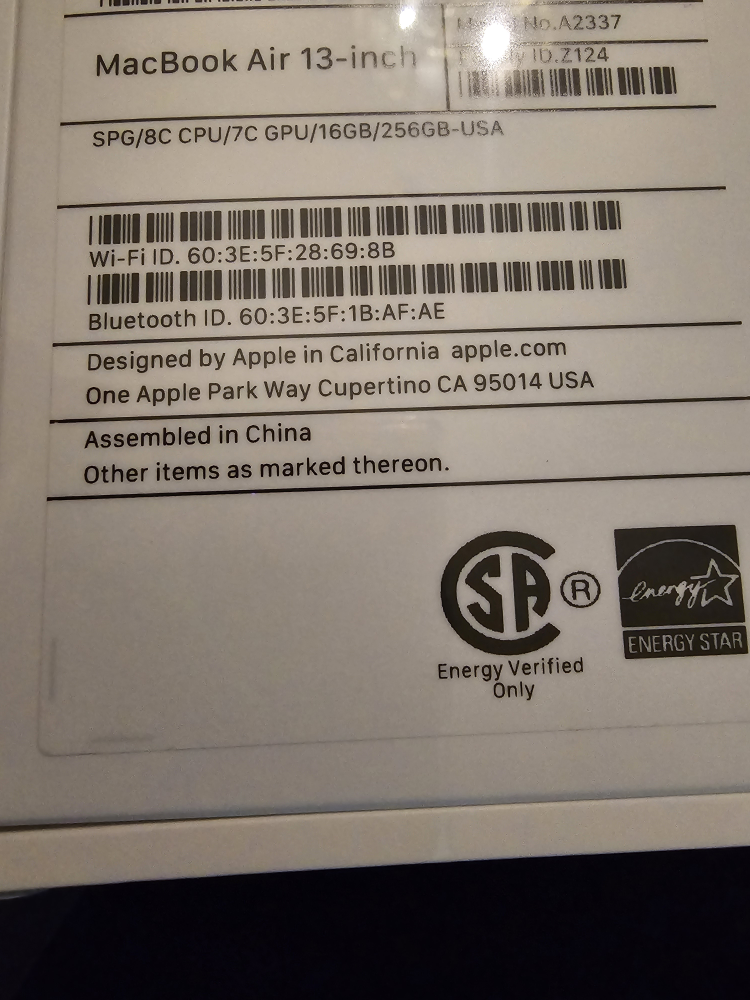 MacBook Air 13-inch
No.A2337
ID.Z124
SPG/8C CPU/7C GPU/16GB/256GB-USA
Wi-Fi ID. 60:3E:5F:28:69:8B
Bluetooth ID. 60:3E:5F:1B:AF:AE
Designed by Apple in California apple.com
One Apple Park Way Cupertino CA 95014 USA
Assembled in China
Other items as marked thereon.
SA ®
Energy Verified
Only
energy
ENERGY STAR